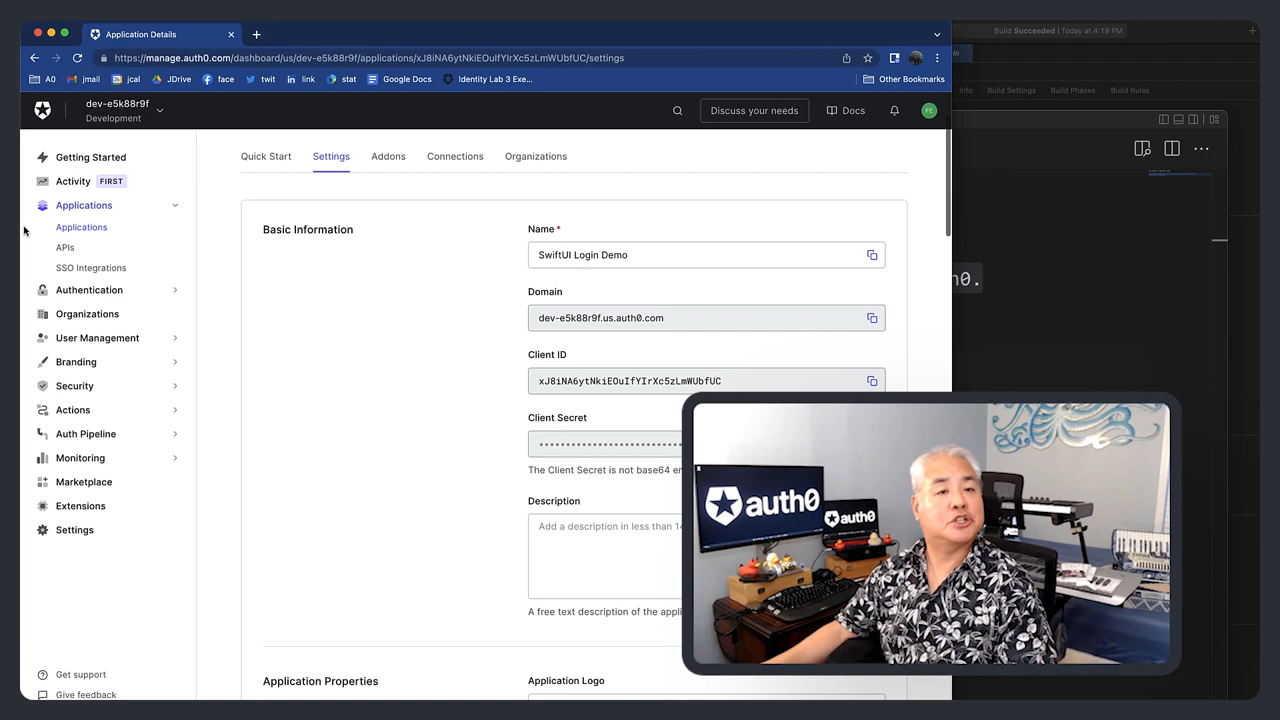 Application Details
Build Succeeded | Today at 4:19 PM
https://manage.auth0.com/dashboard/us/dev-e5k88r9f/applications/xJ8iNA6ytNkiEOuIfYIrXc5zLmWUbfUC/settings
A0 jmail jcal JDrive face twit link stat Google Docs Identity Lab 3 Exe... Other Bookmarks
Info Build Settings Build Phases Build Rules
dev-e5k88r9f
Development
Discuss your needs Docs FE
Getting Started
Activity FIRST
Applications
Applications
APIs
SSO Integrations
Authentication
Organizations
User Management
Branding
Security
Actions
Auth Pipeline
Monitoring
Marketplace
Extensions
Settings
Get support
Give feedback
Quick Start Settings Addons Connections Organizations
Basic Information
Name *
SwiftUI Login Demo
Domain
dev-e5k88r9f.us.auth0.com
Client ID
xJ8iNA6ytNkiEOuIfYIrXc5zLmWUbfUC
Client Secret
The Client Secret is not base64 en
Description
Add a description in less than 14
A free text description of the appli
Application Properties
Application Logo
h0.
auth0
auth0